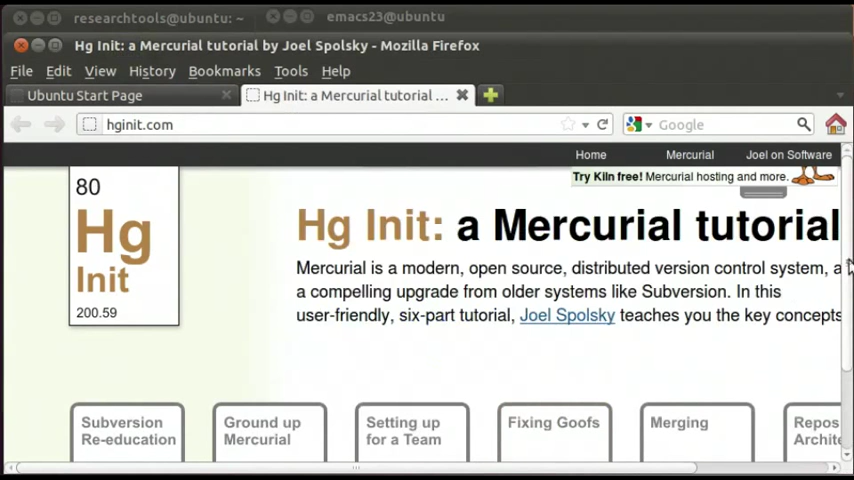 researchtools@ubuntu: ~
emacs23@ubuntu
Hg Init: a Mercurial tutorial by Joel Spolsky - Mozilla Firefox
File Edit View History Bookmarks Tools Help
Ubuntu Start Page
Hg Init: a Mercurial tutorial ...
hginit.com
Google
Home Mercurial Joel on Software
Try Kiln free! Mercurial hosting and more.
80
Hg
Init
200.59
Hg Init: a Mercurial tutorial
Mercurial is a modern, open source, distributed version control system, a
a compelling upgrade from older systems like Subversion. In this
user-friendly, six-part tutorial, Joel Spolsky teaches you the key concepts
Subversion
Re-education
Ground up
Mercurial
Setting up
for a Team
Fixing Goofs
Merging
Repos
Archite